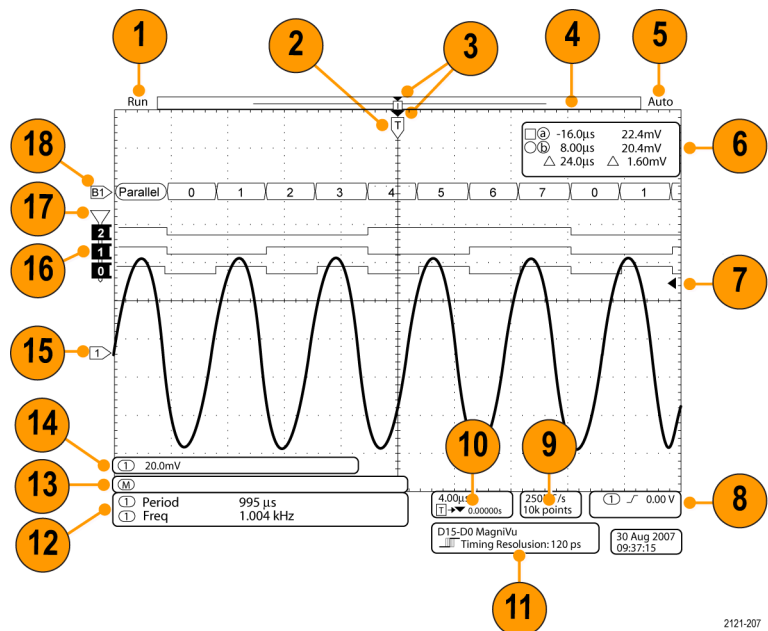 1
2
3
4
5
Run
Auto
T
a -16.0µs 22.4mV
b 8.00µs 20.4mV
△ 24.0µs △ 1.60mV
6
18
B1
Parallel 0 1 2 3 4 5 6 7 0 1
17
2
1
0
16
7
15
1
14
1 20.0mV
10
9
13
M
4.00µs
T→▼ 0.00000s
10k points
1 0.00 V
8
12
1 Period 995 µs
1 Freq 1.004 kHz
D15-D0 MagniVu
Timing Resolusion: 120 ps
30 Aug 2007
09:37:15
11
2121-207